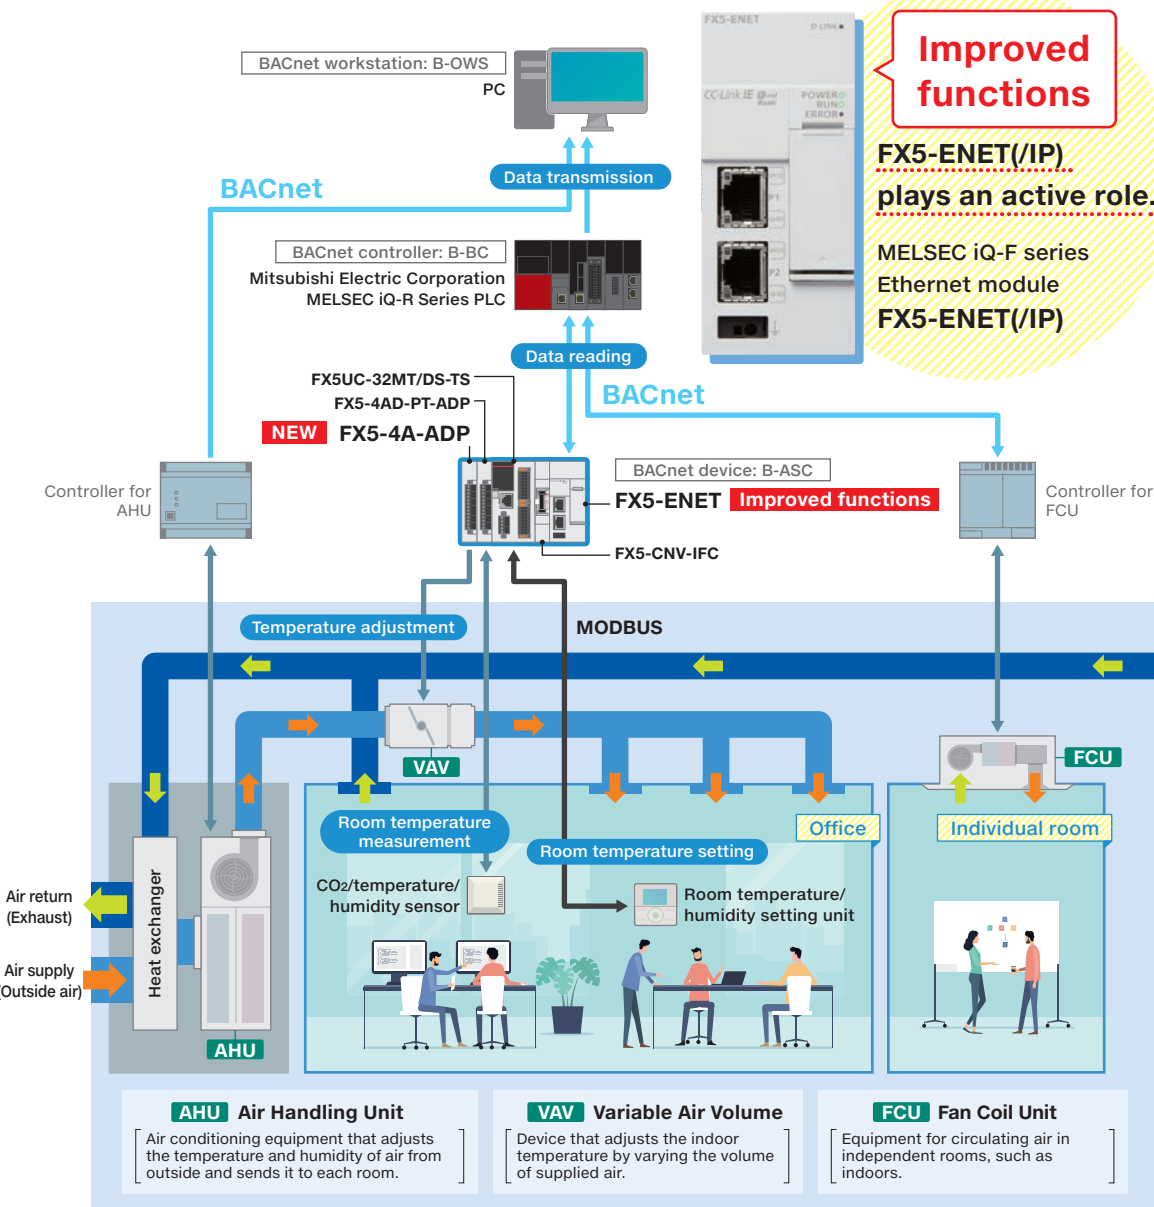 FX5-ENET
D LINK
CC-Link IE Field
Basic
POWER
RUN
ERROR
P1
P2
Improved
functions
FX5-ENET(/IP)
plays an active role.
MELSEC iQ-F series
Ethernet module
FX5-ENET(/IP)
BACnet workstation: B-OWS
PC
Data transmission
BACnet
BACnet controller: B-BC
Mitsubishi Electric Corporation
MELSEC iQ-R Series PLC
Data reading
BACnet
FX5UC-32MT/DS-TS
FX5-4AD-PT-ADP
NEW FX5-4A-ADP
BACnet device: B-ASC
FX5-ENET Improved functions
FX5-CNV-IFC
Controller for
AHU
Controller for
FCU
Temperature adjustment
MODBUS
VAV
FCU
Room temperature
measurement
Office
Individual room
Room temperature setting
CO2/temperature/
humidity sensor
Room temperature/
humidity setting unit
Air return
(Exhaust)
Air supply
(Outside air)
Heat exchanger
AHU
AHU Air Handling Unit
Air conditioning equipment that adjusts
the temperature and humidity of air from
outside and sends it to each room.
VAV Variable Air Volume
Device that adjusts the indoor
temperature by varying the volume
of supplied air.
FCU Fan Coil Unit
Equipment for circulating air in
independent rooms, such as
indoors.